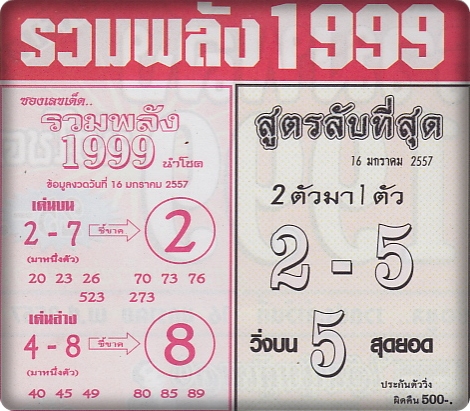 รวมพลัง 1999
ซองเลขเด็ด..
รวมพลัง
1999 นำโชค
ข้อมูลงวดวันที่ 16 มกราคม 2557
เด่นบน
2 - 7 ชี้ขาด 2
(มาหนึ่งตัว)
20 23 26 70 73 76
523 273
เด่นล่าง
4 - 8 ชี้ขาด 8
(มาหนึ่งตัว)
40 45 49 80 85 89
สูตรลับที่สุด
16 มกราคม 2557
2 ตัวมา 1 ตัว
2 - 5
วิ่งบน 5 สุดยอด
ประกันตัววิ่ง
ผิดคืน 500-.